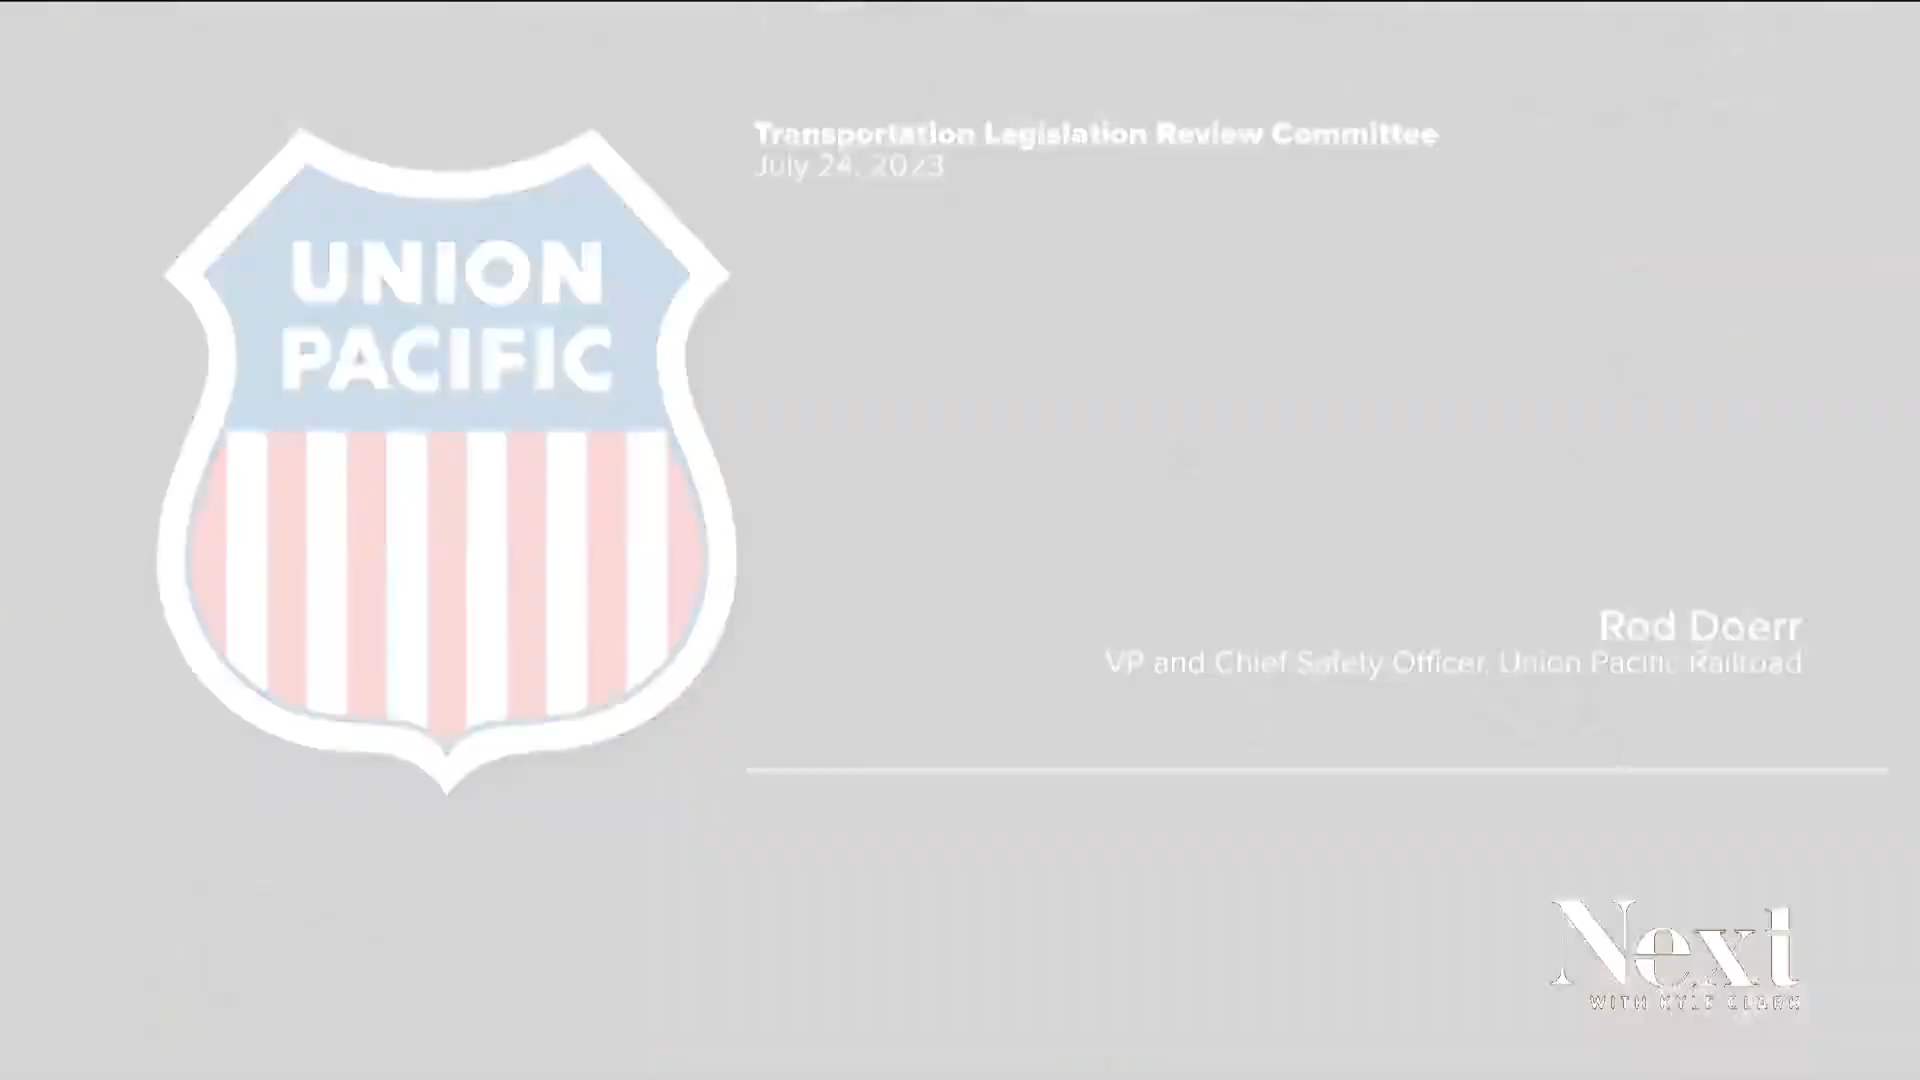 UNION
PACIFIC
Transportation Legislation Review Committee
July 24, 2023
Rod Doerr
VP and Chief Safety Officer, Union Pacific Railroad
Next
WITH KYLE CLARK